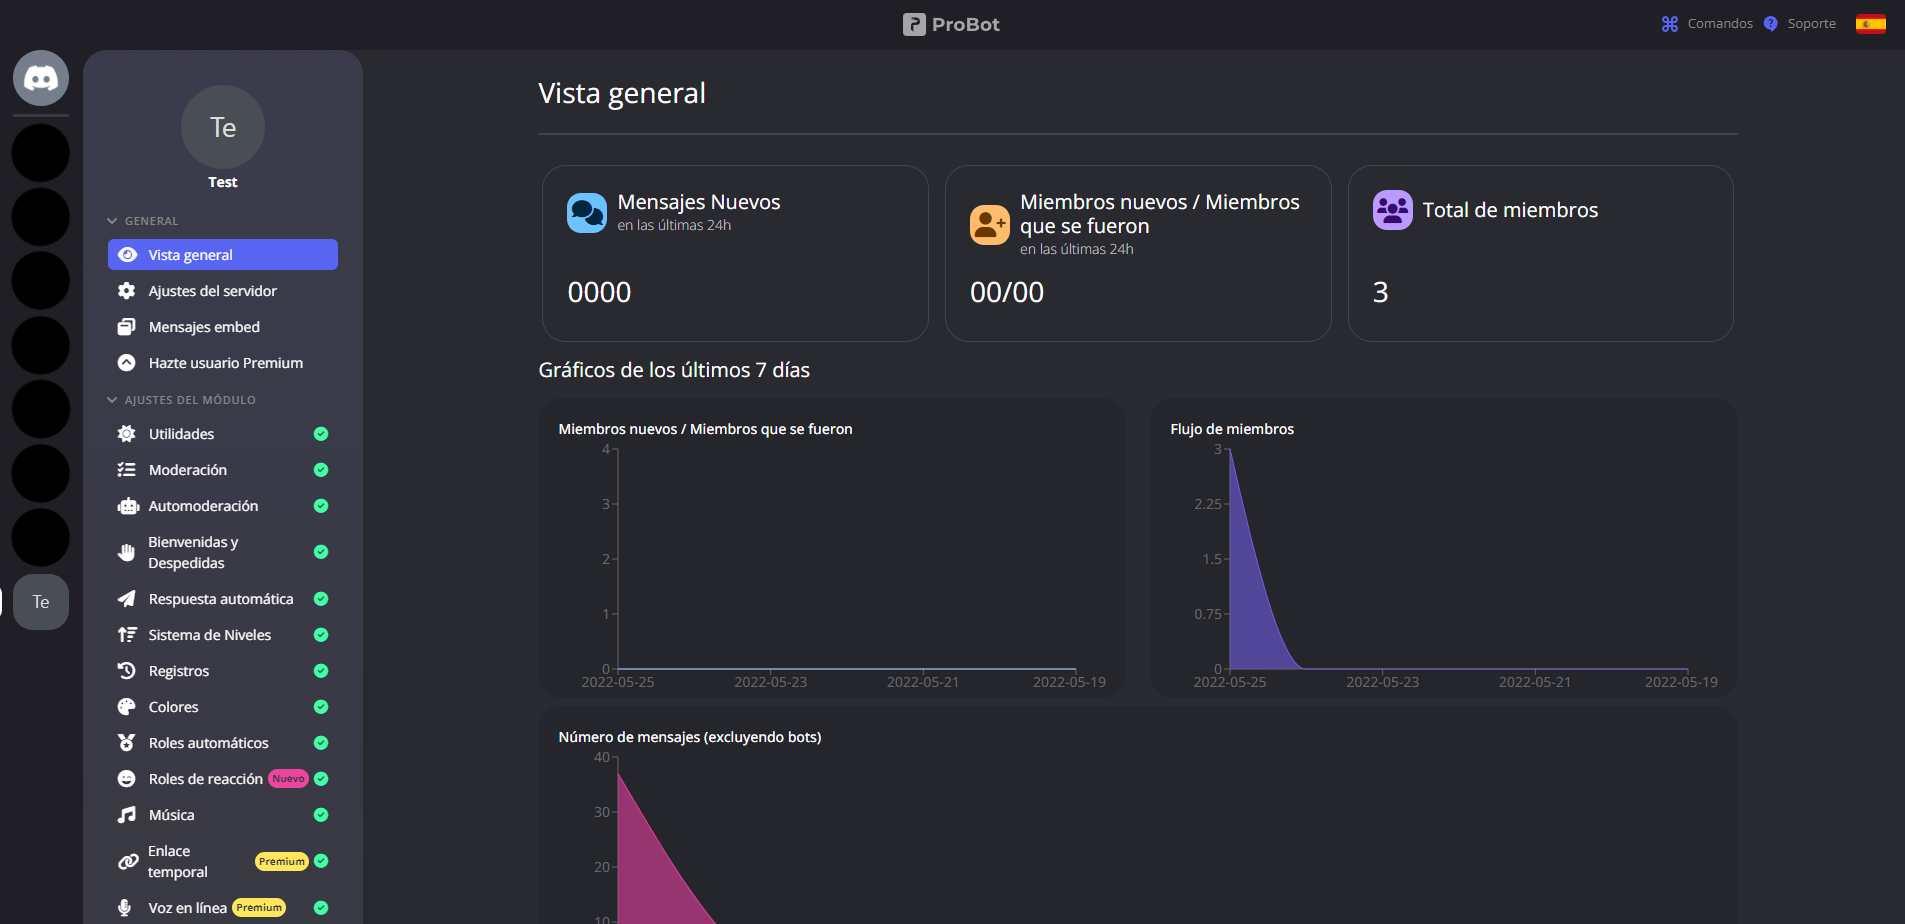 ProBot
Comandos
Soporte
Te
Te
Test
GENERAL
Vista general
Ajustes del servidor
Mensajes embed
Hazte usuario Premium
AJUSTES DEL MÓDULO
Utilidades
Moderación
Automoderación
Bienvenidas y
Despedidas
Respuesta automática
Sistema de Niveles
Registros
Colores
Roles automáticos
Roles de reacción Nuevo
Música
Enlace
temporal
Premium
Voz en línea Premium
Vista general
Mensajes Nuevos
en las últimas 24h
0000
Miembros nuevos / Miembros
que se fueron
en las últimas 24h
00/00
Total de miembros
3
Gráficos de los últimos 7 días
Miembros nuevos / Miembros que se fueron
4
3
2
1
0
2022-05-25 2022-05-23 2022-05-21 2022-05-19
Flujo de miembros
3
2.25
1.5
0.75
0
2022-05-25 2022-05-23 2022-05-21 2022-05-19
Número de mensajes (excluyendo bots)
40
30
20
10